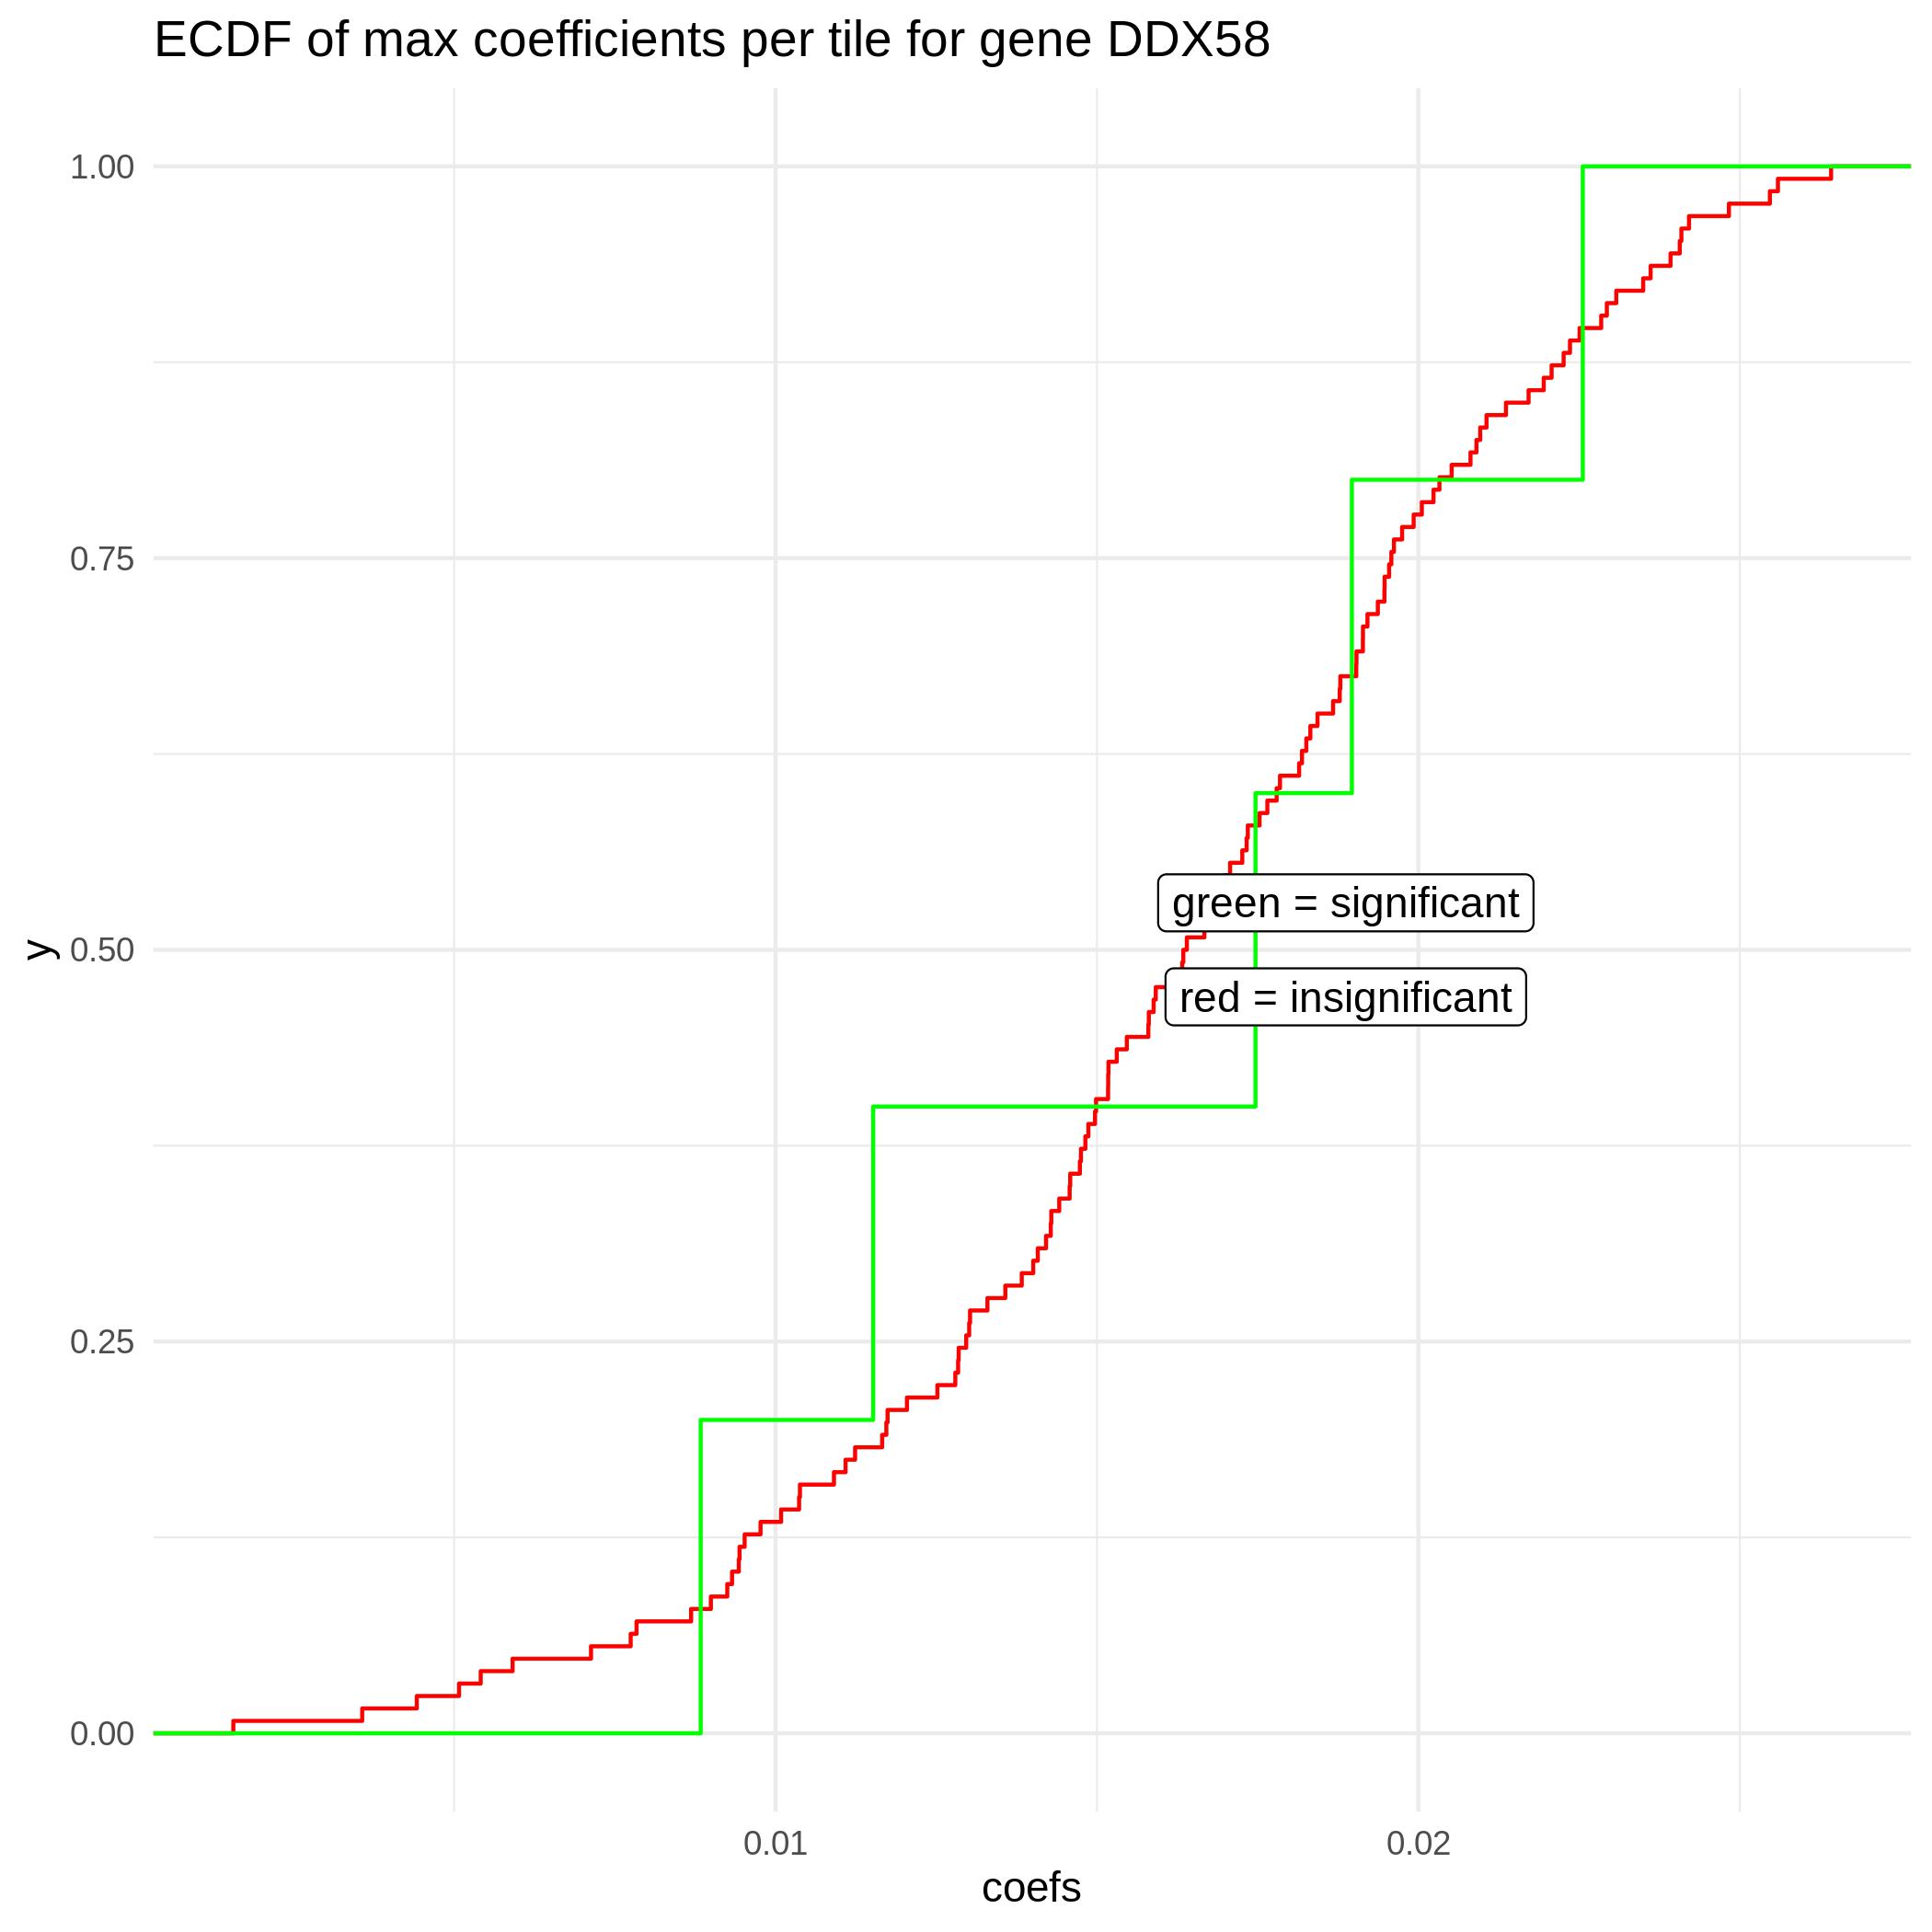 ECDF of max coefficients per tile for gene DDX58
1.00
0.75
0.50
0.25
0.00
y
green = significant
red = insignificant
0.01
0.02
coefs